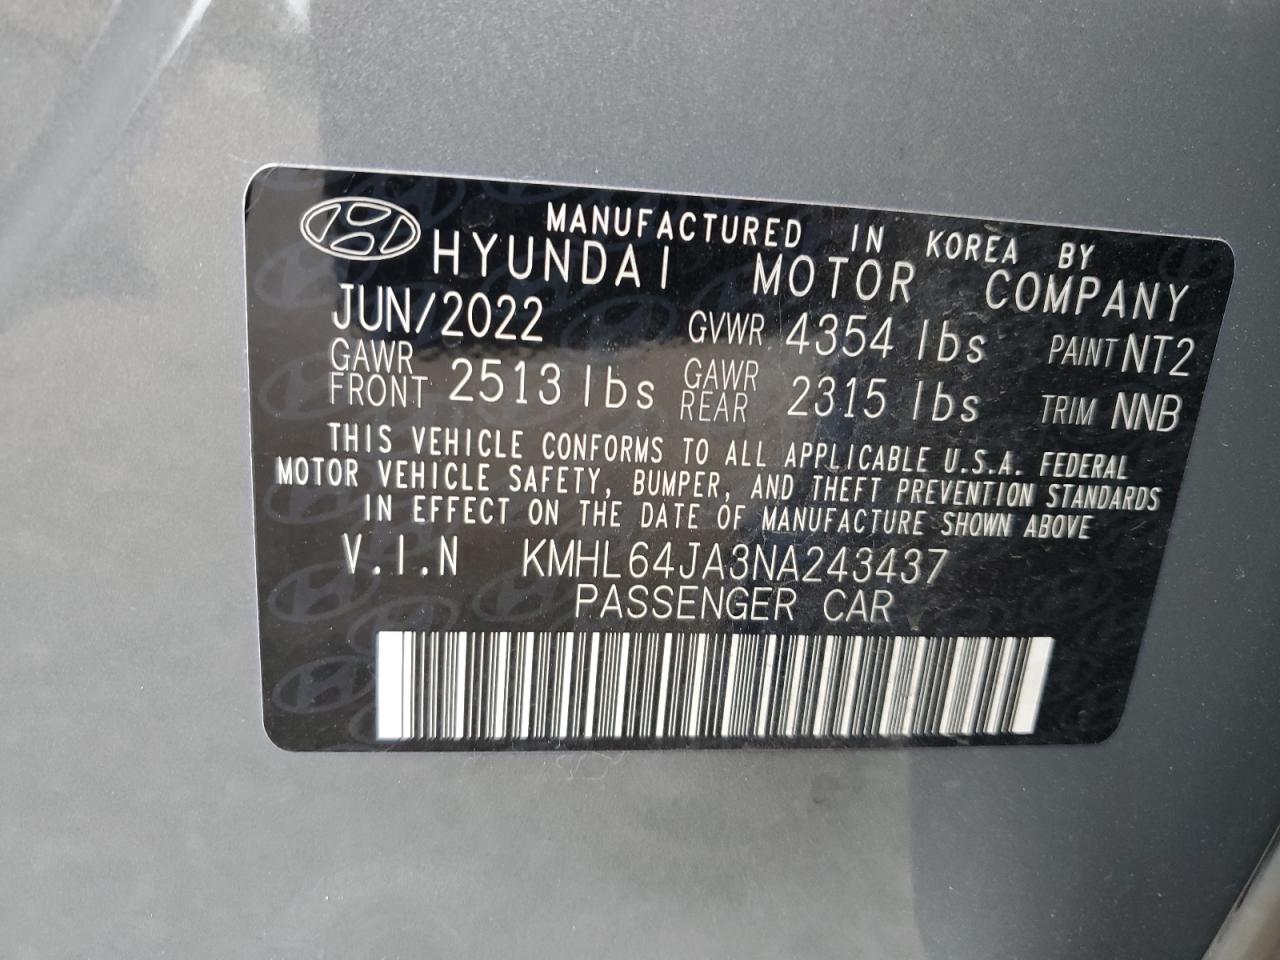 MANUFACTURED IN KOREA BY
HYUNDAI MOTOR COMPANY
JUN/2022 GVWR 4354 lbs PAINT NT2
GAWR FRONT 2513 lbs GAWR REAR 2315 lbs TRIM NNB
THIS VEHICLE CONFORMS TO ALL APPLICABLE U.S.A. FEDERAL
MOTOR VEHICLE SAFETY, BUMPER, AND THEFT PREVENTION STANDARDS
IN EFFECT ON THE DATE OF MANUFACTURE SHOWN ABOVE
V.I.N KMHL64JA3NA243437
PASSENGER CAR